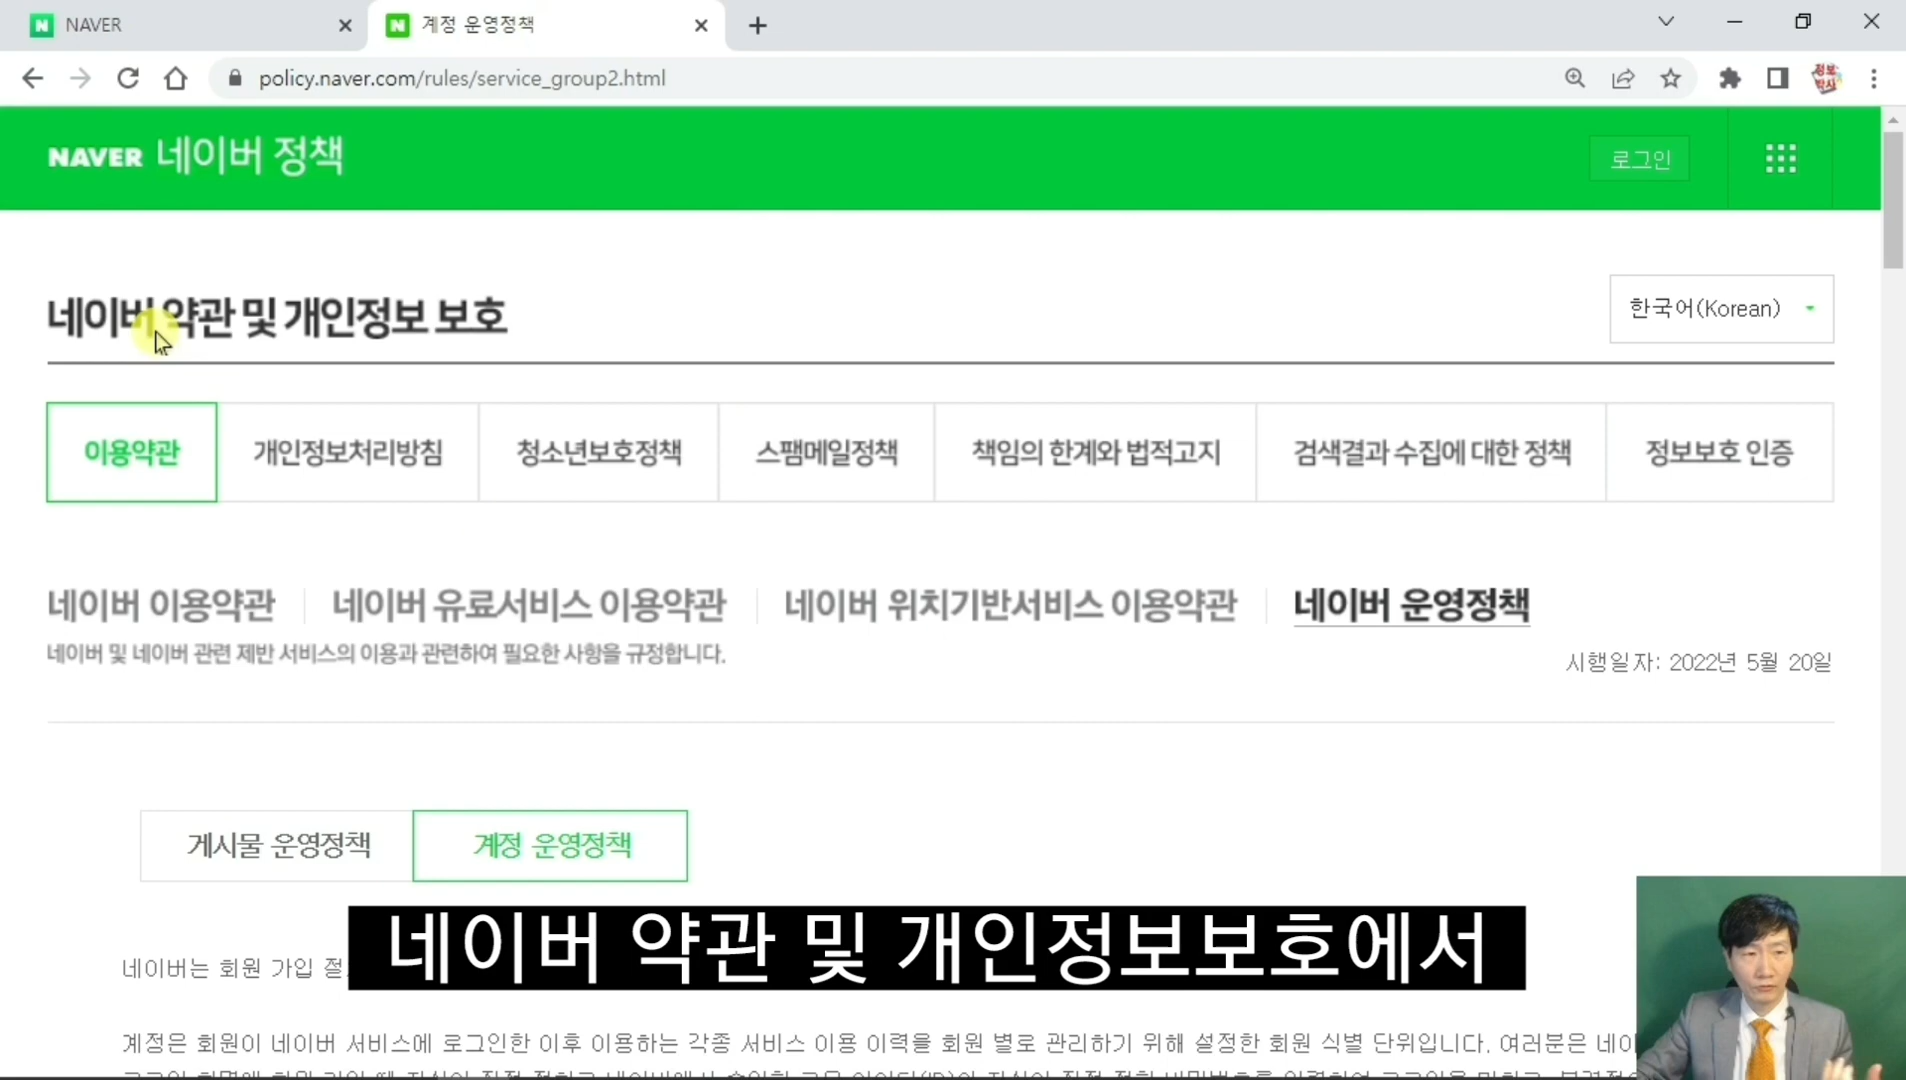 NAVER
계정 운영정책
policy.naver.com/rules/service_group2.html
정보
박사
NAVER 네이버 정책
로그인
네이버 약관 및 개인정보 보호
한국어(Korean)
이용약관 개인정보처리방침 청소년보호정책 스팸메일정책 책임의 한계와 법적고지 검색결과 수집에 대한 정책 정보보호 인증
네이버 이용약관 네이버 유료서비스 이용약관 네이버 위치기반서비스 이용약관 네이버 운영정책
네이버 및 네이버 관련 제반 서비스의 이용과 관련하여 필요한 사항을 규정합니다.
시행일자: 2022년 5월 20일
게시물 운영정책 계정 운영정책
네이버는 회원 가입
네이버 약관 및 개인정보보호에서
계정은 회원이 네이버 서비스에 로그인한 이후 이용하는 각종 서비스 이용 이력을 회원 별로 관리하기 위해 설정한 회원 식별 단위입니다. 여러분은